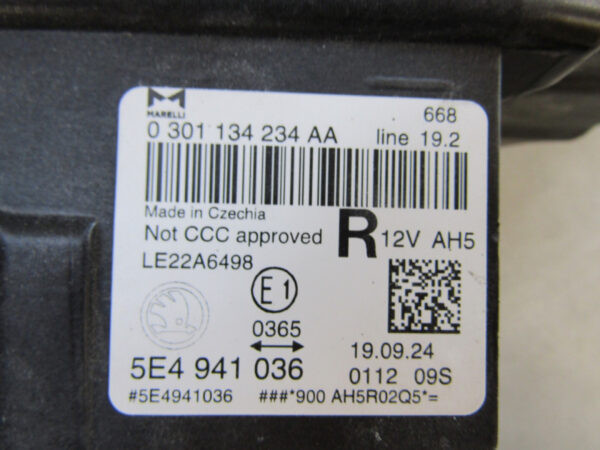 MARELLI
668
0 301 134 234 AA line 19.2
Made in Czechia
Not CCC approved R 12V AH5
LE22A6498
E1
0365
19.09.24
5E4 941 036 0112 09S
#5E4941036 ###*900 AH5R02Q5*=